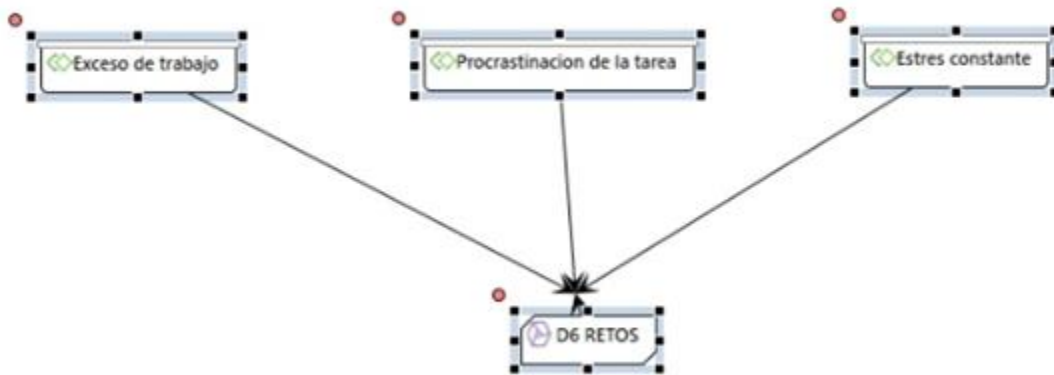 Exceso de trabajo
Procrastinacion de la tarea
Estres constante
D6 RETOS